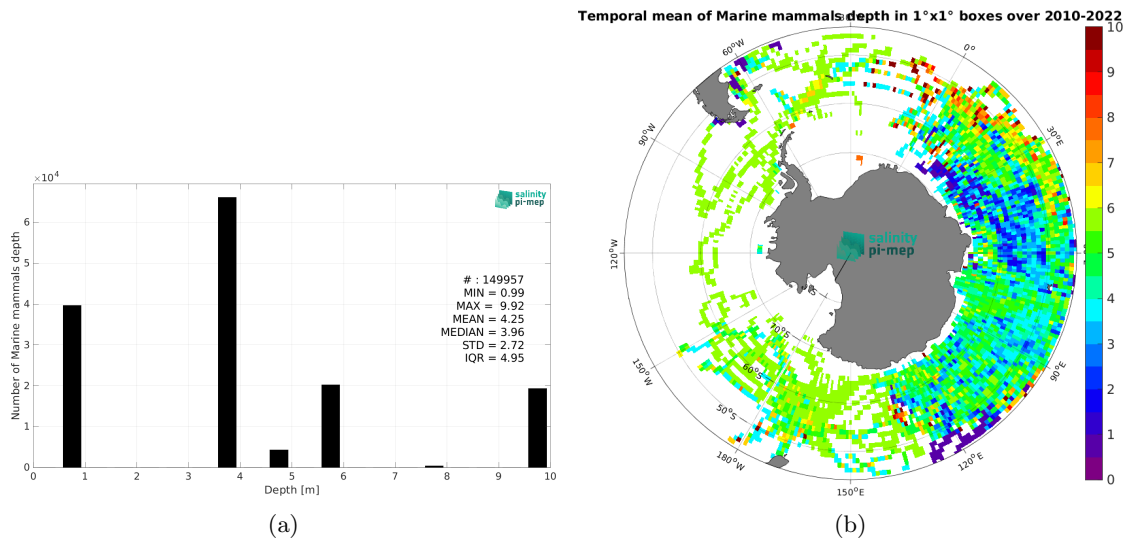 ×10⁴
6
5
4
3
2
1
0
Number of Marine mammals depth
0 1 2 3 4 5 6 7 8 9 10
Depth [m]
salinity
pi-mep
# : 149957
MIN = 0.99
MAX = 9.92
MEAN = 4.25
MEDIAN = 3.96
STD = 2.72
IQR = 4.95
(a)
Temporal mean of Marine mammals depth in 1°x1° boxes over 2010-2022
60°W
0°
90°W
30°E
120°W
150°W
90°E
180°W
120°E
150°E
70°S
60°S
50°S
salinity
pi-mep
10
9
8
7
6
5
4
3
2
1
0
(b)